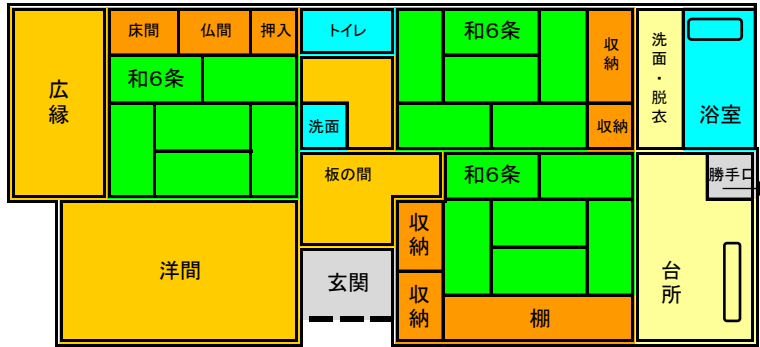 広縁
床間
仏間
押入
和６条
トイレ
洗面
和６条
収納
収納
洗面・脱衣
浴室
板の間
和６条
勝手口
洋間
玄関
収納
収納
棚
台所